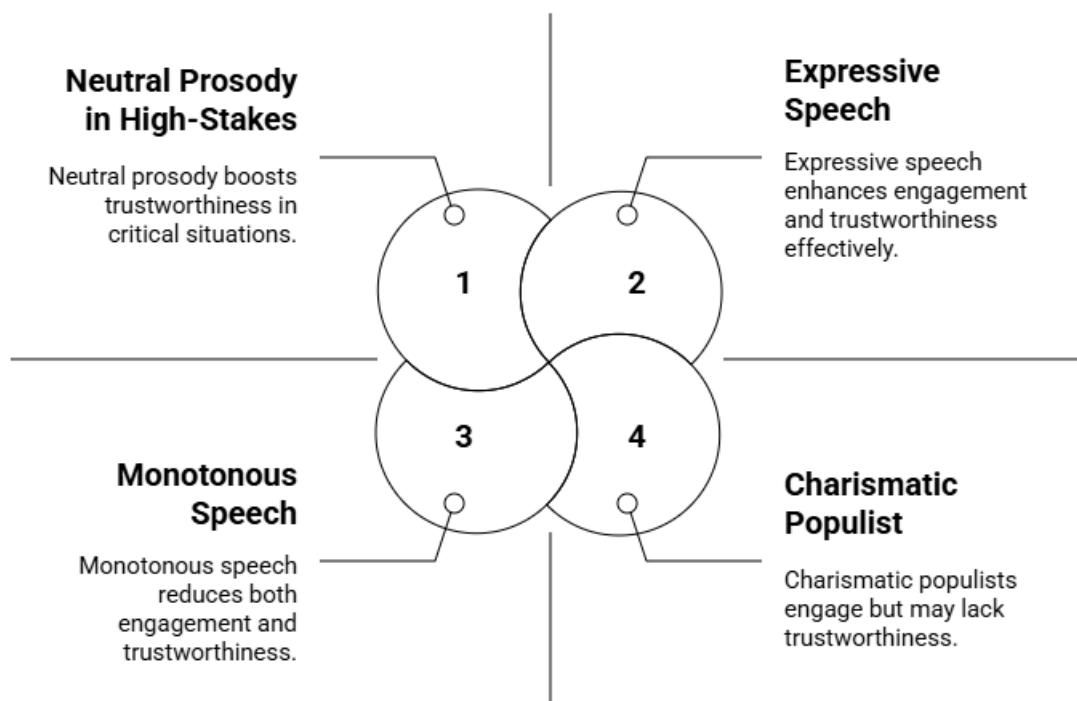 Neutral Prosody
in High-Stakes
Neutral prosody boosts
trustworthiness in
critical situations.
Expressive
Speech
Expressive speech
enhances engagement
and trustworthiness
effectively.
1
2
3
4
Monotonous
Speech
Monotonous speech
reduces both
engagement and
trustworthiness.
Charismatic
Populist
Charismatic populists
engage but may lack
trustworthiness.